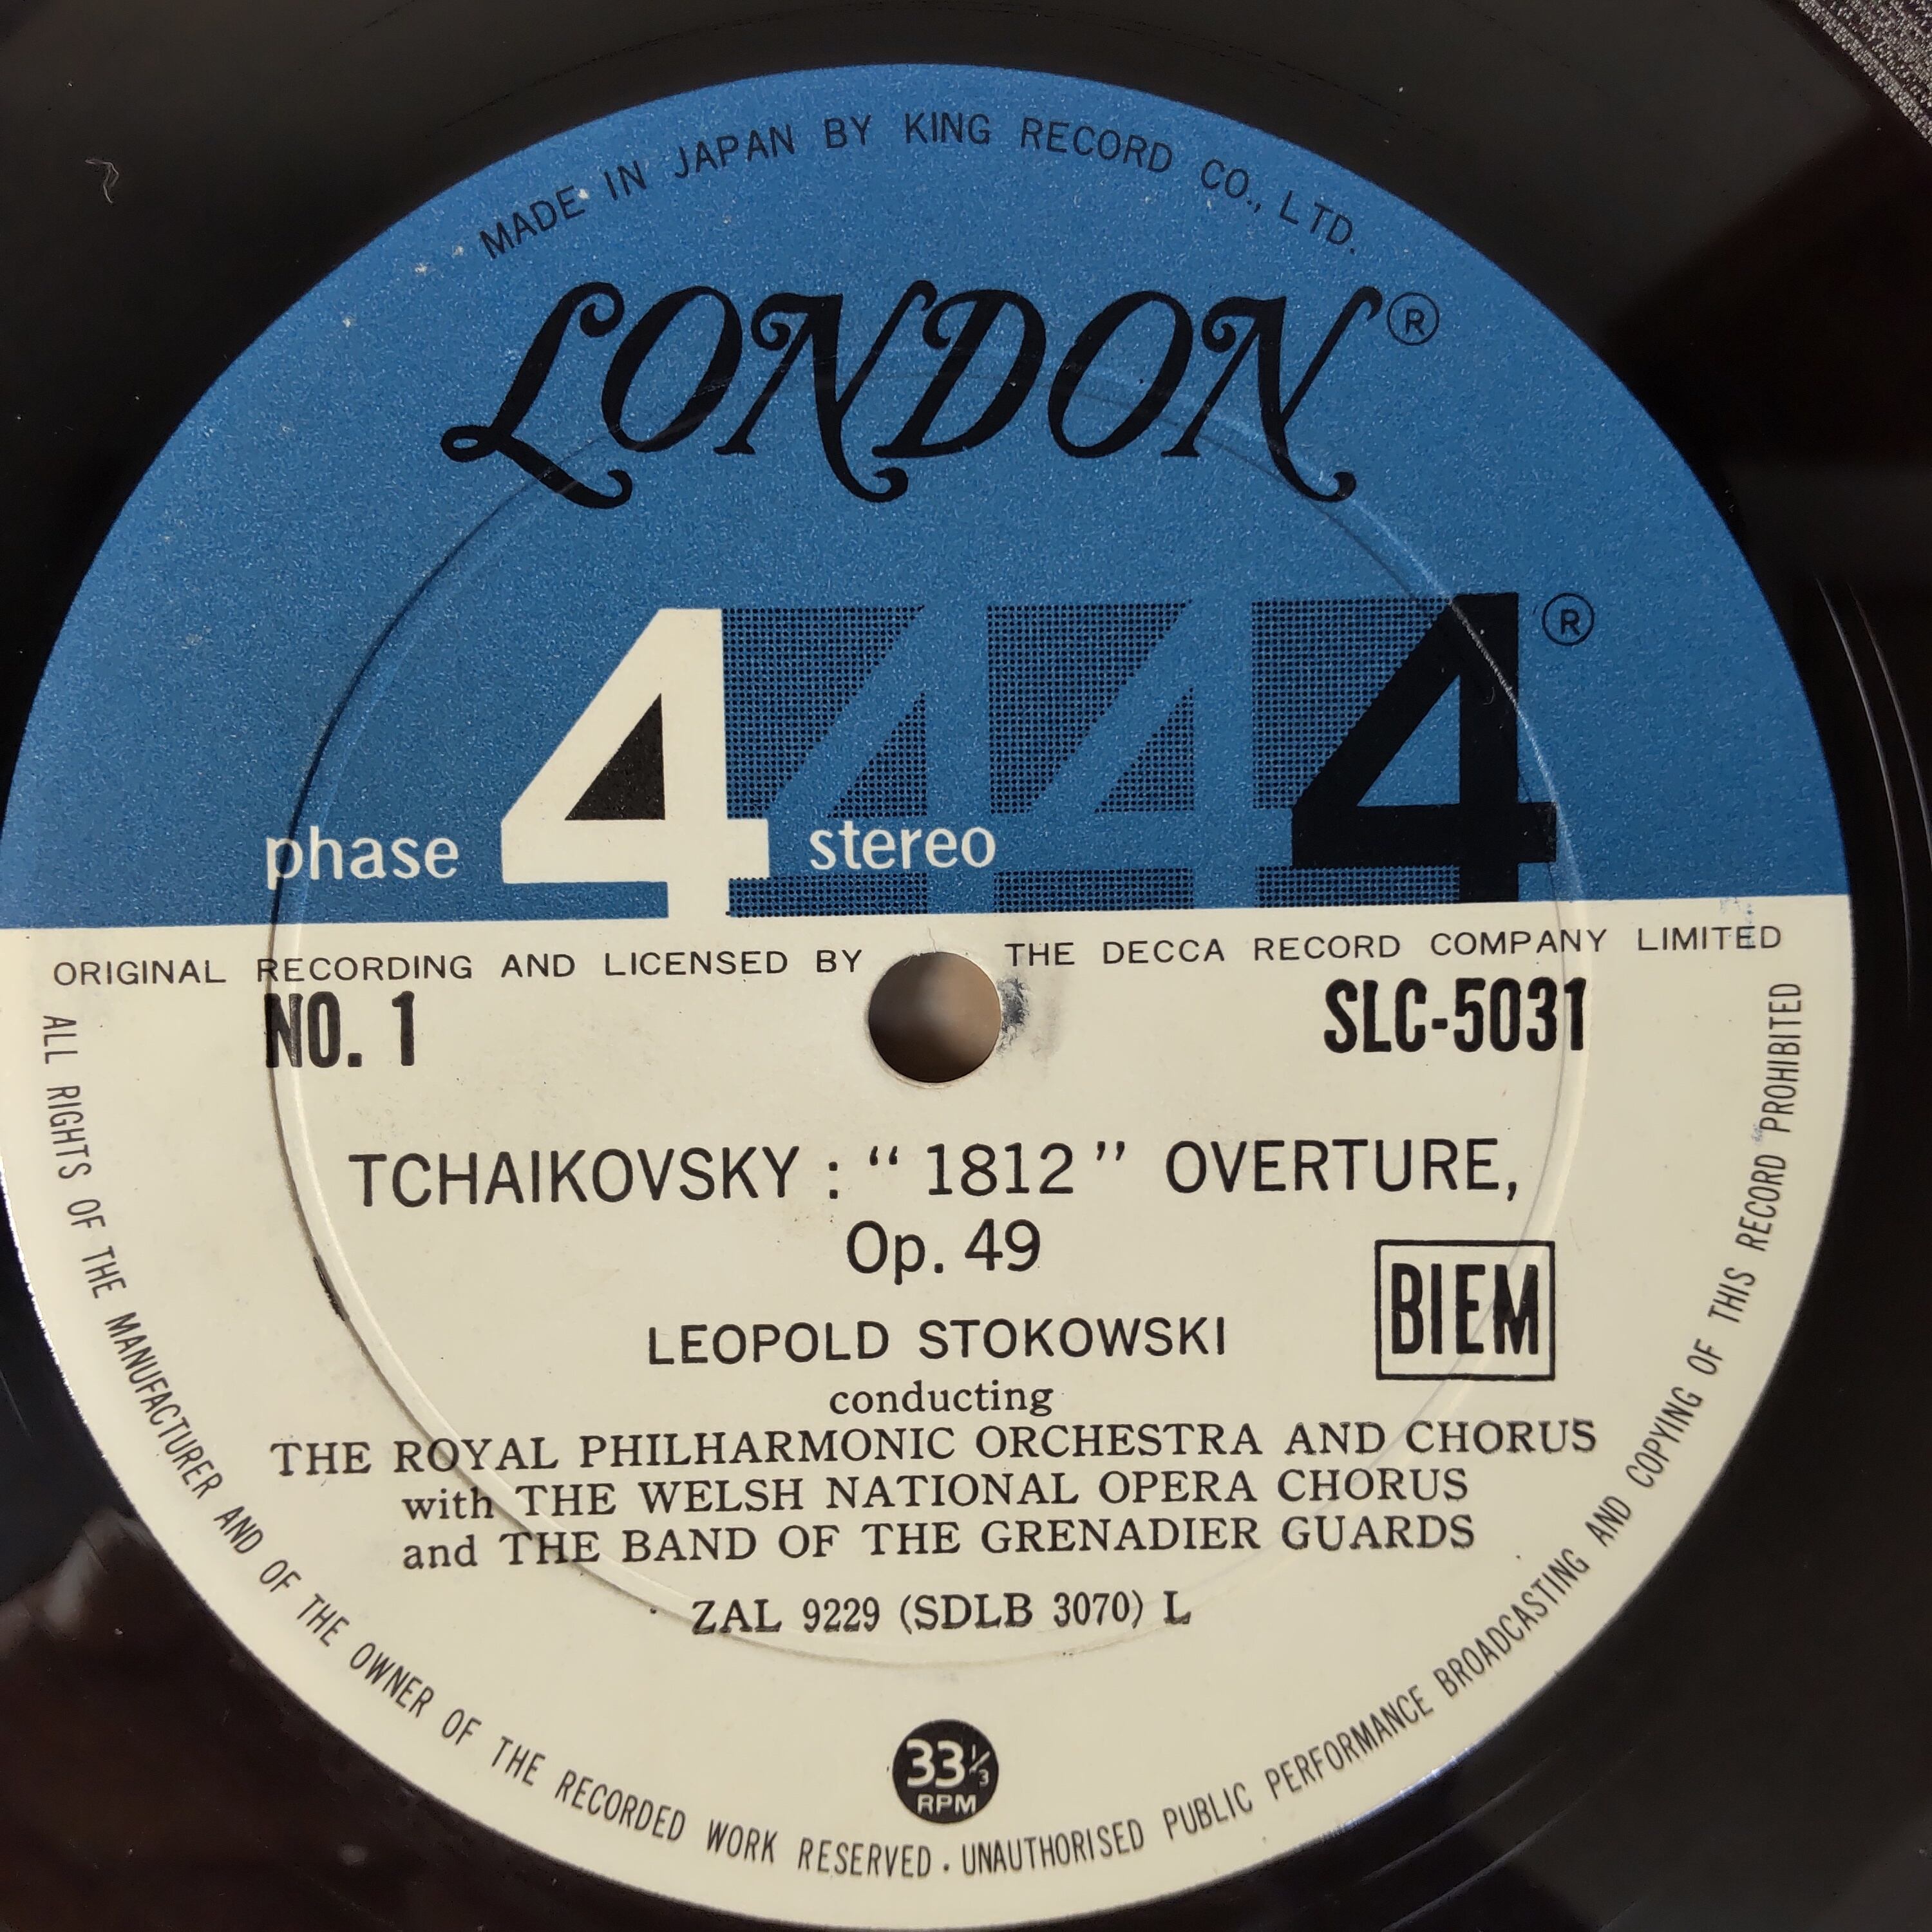 MADE IN JAPAN BY KING RECORD CO., LTD.
LONDON®
phase 4 stereo 4 4 4®
ORIGINAL RECORDING AND LICENSED BY THE DECCA RECORD COMPANY LIMITED
NO. 1 SLC-5031
TCHAIKOVSKY : “ 1812 ” OVERTURE,
Op. 49
BIEM
LEOPOLD STOKOWSKI
conducting
THE ROYAL PHILHARMONIC ORCHESTRA AND CHORUS
with THE WELSH NATIONAL OPERA CHORUS
and THE BAND OF THE GRENADIER GUARDS
ZAL 9229 (SDLB 3070) L
33⅓
RPM
ALL RIGHTS OF THE MANUFACTURER AND OF THE OWNER OF THE RECORDED WORK RESERVED . UNAUTHORISED PUBLIC PERFORMANCE BROADCASTING AND COPYING OF THIS RECORD PROHIBITED